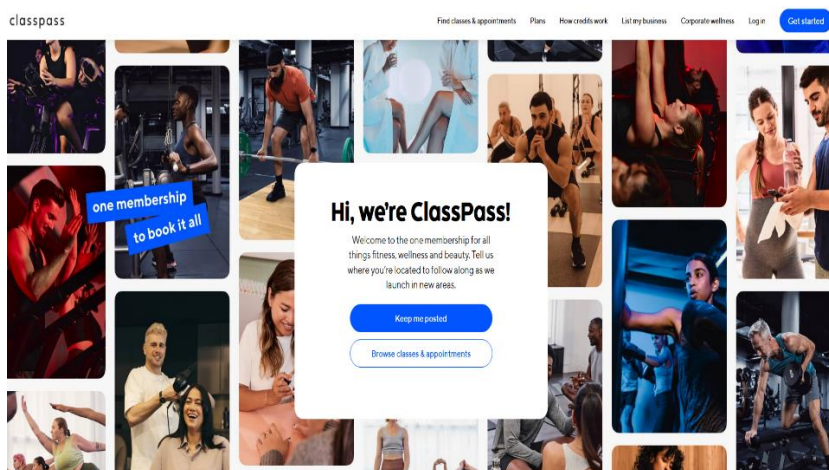 classpass
Find classes & appointments
Plans
How credits work
List my business
Corporate wellness
Log in
Get started
one membership
to book it all
Hi, we're ClassPass!
Welcome to the one membership for all
things fitness, wellness and beauty. Tell us
where you're located to follow along as we
launch in new areas.
Keep me posted
Browse classes & appointments